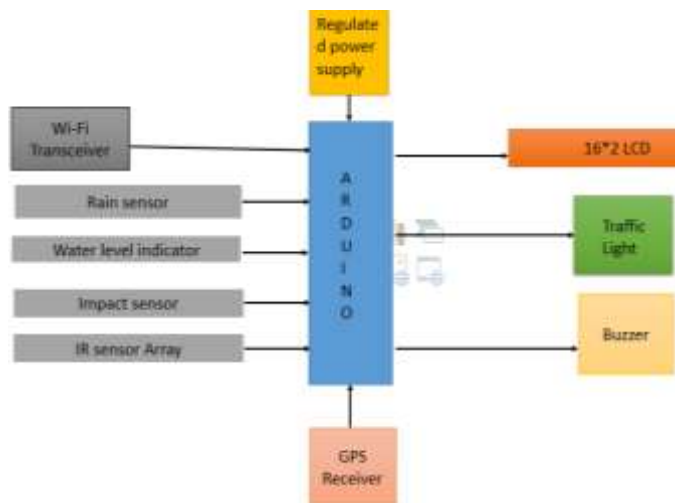 Regulate
d power
supply
Wi-Fi
Transceiver
16*2 LCD
A
R
D
U
I
N
O
Rain sensor
Traffic
Light
Water level indicator
Impact sensor
Buzzer
IR sensor Array
GPS
Receiver